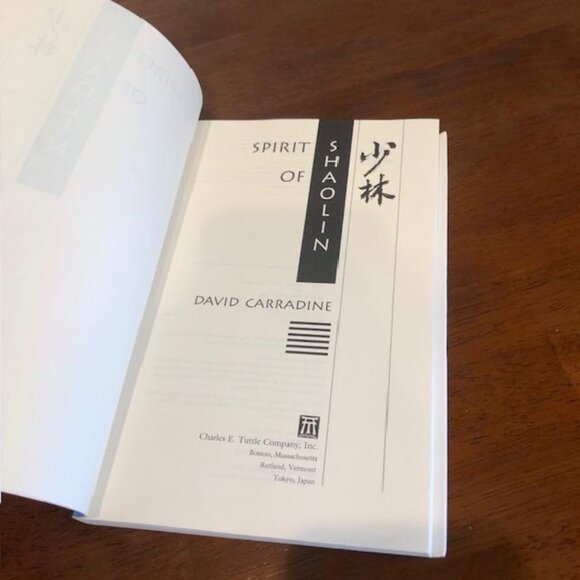 SPIRIT
OF
SHAOLIN
少林
DAVID CARRADINE
Charles E. Tuttle Company, Inc.
Boston, Massachusetts
Rutland, Vermont
Tokyo, Japan